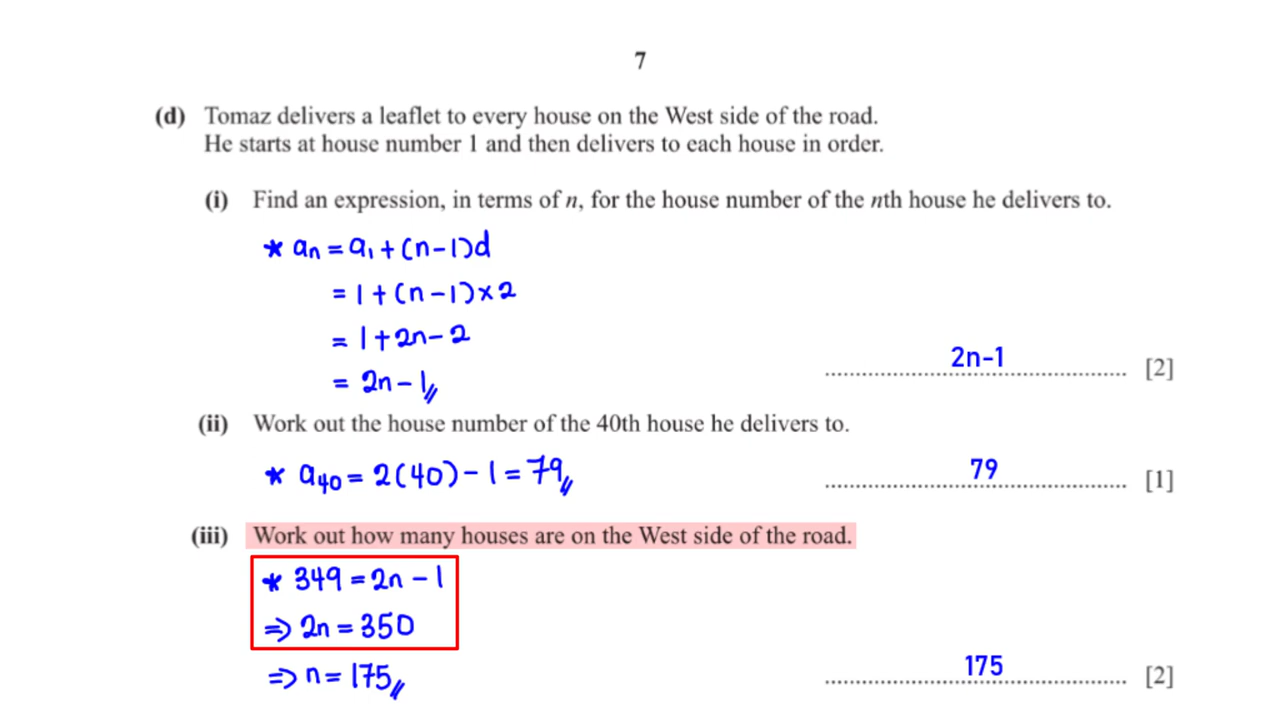 7
(d) Tomaz delivers a leaflet to every house on the West side of the road.
He starts at house number 1 and then delivers to each house in order.
(i) Find an expression, in terms of n, for the house number of the nth house he delivers to.
* aₙ = a₁ + (n - 1)d
= 1 + (n - 1) × 2
= 1 + 2n - 2
= 2n - 1
2n-1
.................................................... [2]
(ii) Work out the house number of the 40th house he delivers to.
* a₄₀ = 2(40) - 1 = 79
79
.................................................... [1]
(iii) Work out how many houses are on the West side of the road.
* 349 = 2n - 1
⇒ 2n = 350
⇒ n = 175
175
.................................................... [2]